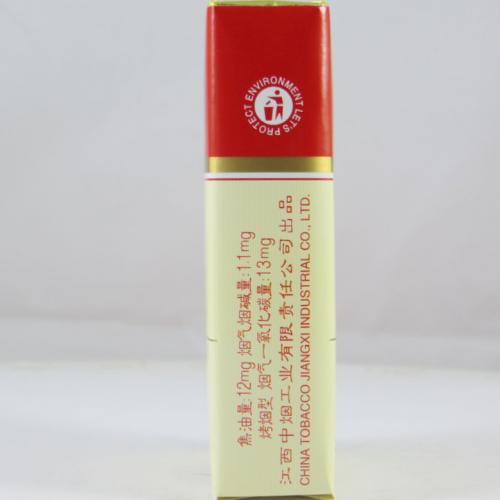 LET'S PROTECT ENVIRONMENT
焦油量:12mg 烟气烟碱量:1.1mg
烤烟型 烟气一氧化碳量:13mg
江西中烟工业有限责任公司出品
CHINA TOBACCO JIANGXI INDUSTRIAL CO., LTD.